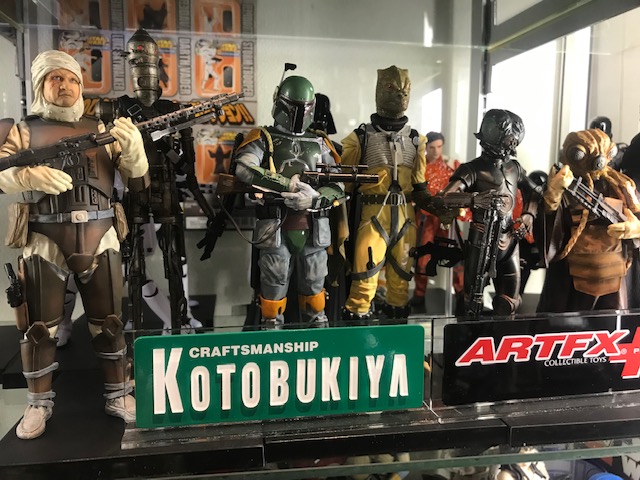 CRAFTSMANSHIP
KOTOBUKIYA
ARTFX+
COLLECTIBLE TOYS